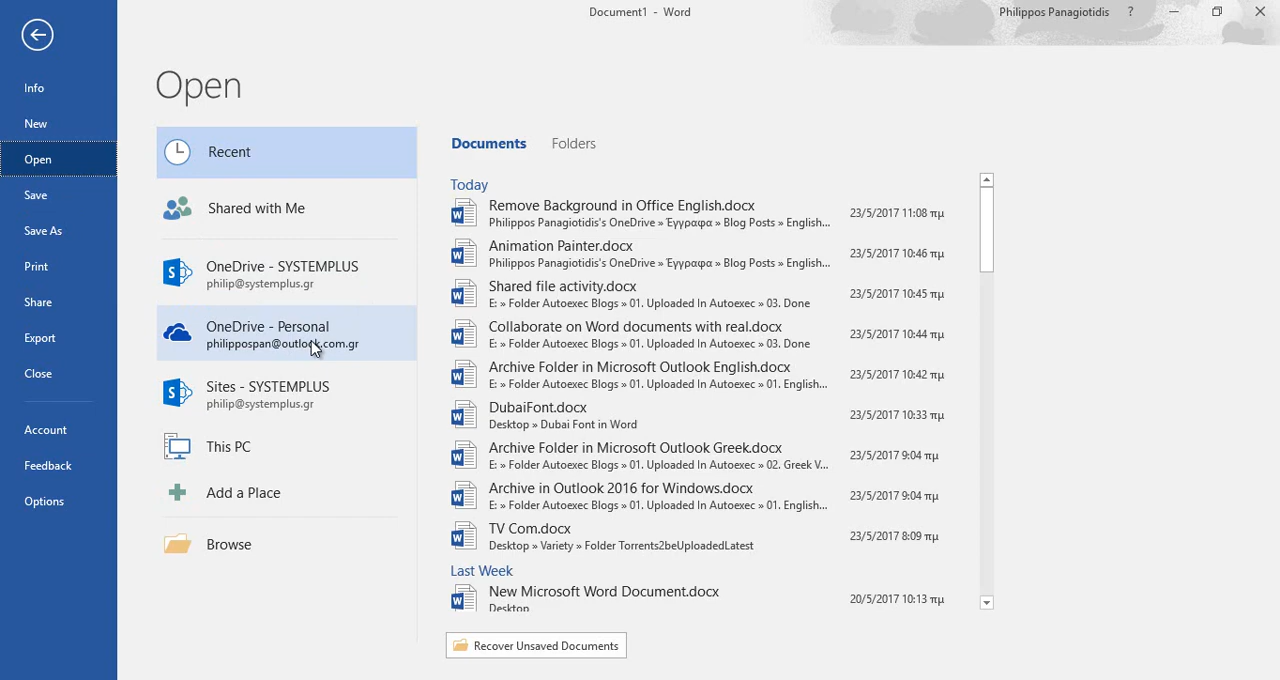 Document1 - Word
Philippos Panagiotidis
?
Info
New
Open
Save
Save As
Print
Share
Export
Close
Account
Feedback
Options
Open
Recent
Shared with Me
OneDrive - SYSTEMPLUS
philip@systemplus.gr
OneDrive - Personal
philippospan@outlook.com.gr
Sites - SYSTEMPLUS
philip@systemplus.gr
This PC
Add a Place
Browse
Documents Folders
Today
Remove Background in Office English.docx
Philippos Panagiotidis's OneDrive » Έγγραφα » Blog Posts » English...
23/5/2017 11:08 πμ
Animation Painter.docx
Philippos Panagiotidis's OneDrive » Έγγραφα » Blog Posts » English...
23/5/2017 10:46 πμ
Shared file activity.docx
E: » Folder Autoexec Blogs » 01. Uploaded In Autoexec » 03. Done
23/5/2017 10:45 πμ
Collaborate on Word documents with real.docx
E: » Folder Autoexec Blogs » 01. Uploaded In Autoexec » 03. Done
23/5/2017 10:44 πμ
Archive Folder in Microsoft Outlook English.docx
E: » Folder Autoexec Blogs » 01. Uploaded In Autoexec » 01. English...
23/5/2017 10:42 πμ
DubaiFont.docx
Desktop » Dubai Font in Word
23/5/2017 10:33 πμ
Archive Folder in Microsoft Outlook Greek.docx
E: » Folder Autoexec Blogs » 01. Uploaded In Autoexec » 02. Greek V...
23/5/2017 9:04 πμ
Archive in Outlook 2016 for Windows.docx
E: » Folder Autoexec Blogs » 01. Uploaded In Autoexec » 01. English...
23/5/2017 9:04 πμ
TV Com.docx
Desktop » Variety » Folder Torrents2beUploadedLatest
23/5/2017 8:09 πμ
Last Week
New Microsoft Word Document.docx
Desktop
20/5/2017 10:13 πμ
Recover Unsaved Documents